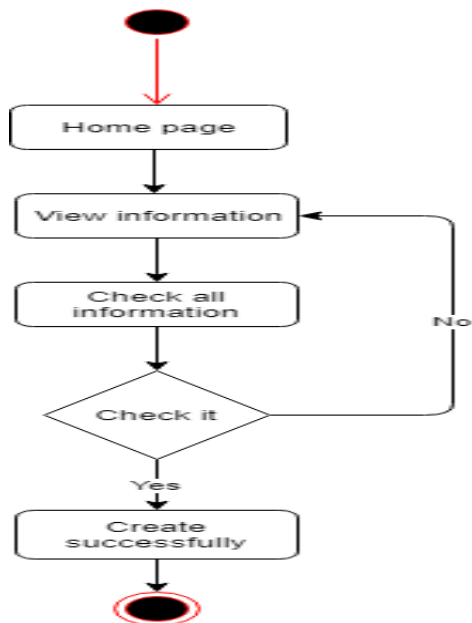 Home page
View information
Check all
information
No
Check it
Yes
Create
successfully